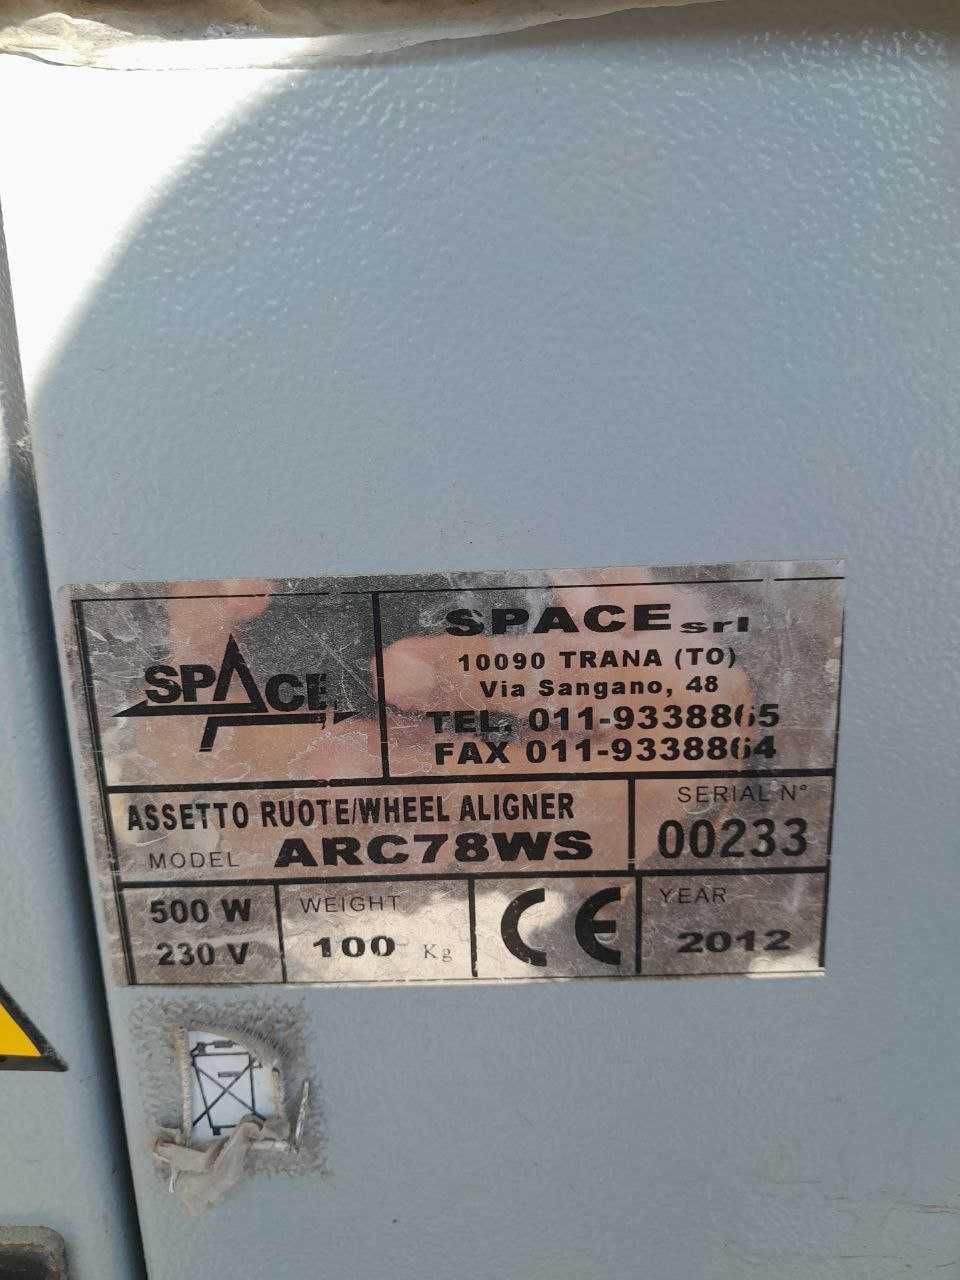 SPACE
SPACE srl
10090 TRANA (TO)
Via Sangano, 48
TEL. 011-9338865
FAX 011-9338864
ASSETTO RUOTE/WHEEL ALIGNER
MODEL ARC78WS
SERIAL N°
00233
500 W
230 V
WEIGHT
100 Kg
CE
YEAR
2012